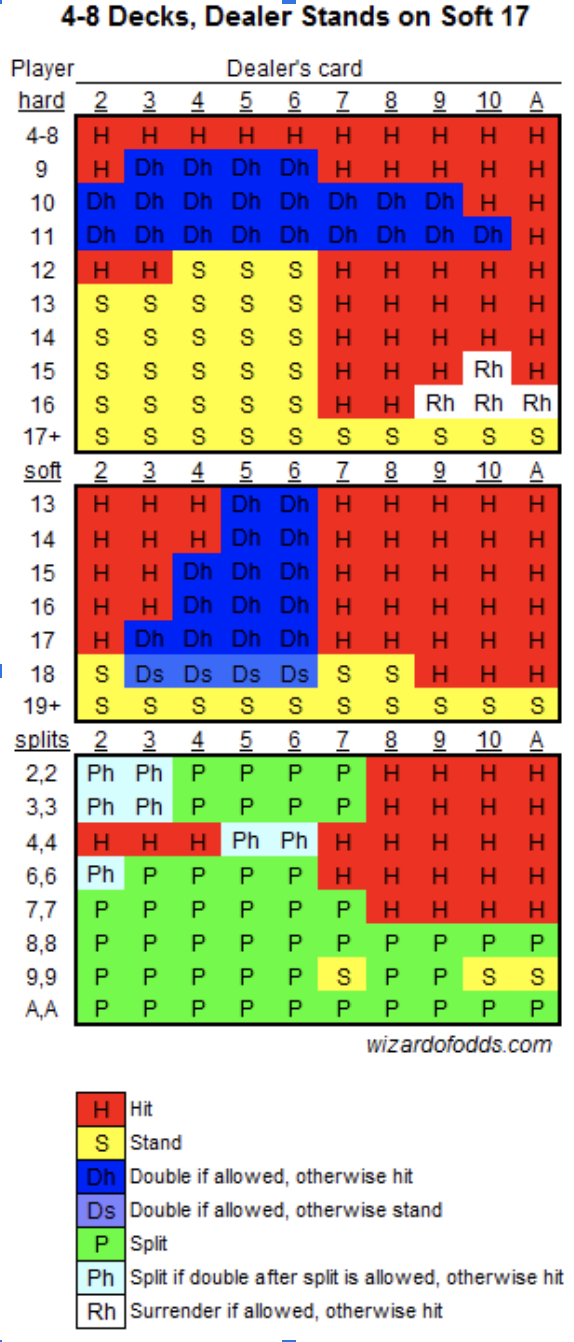 4-8 Decks, Dealer Stands on Soft 17
Player Dealer's card
hard 2 3 4 5 6 7 8 9 10 A
4-8 H H H H H H H H H H
9 H Dh Dh Dh Dh H H H H H
10 Dh Dh Dh Dh Dh Dh Dh Dh H H
11 Dh Dh Dh Dh Dh Dh Dh Dh Dh H
12 H H S S S H H H H H
13 S S S S S H H H H H
14 S S S S S H H H H H
15 S S S S S H H H Rh H
16 S S S S S H H Rh Rh Rh
17+ S S S S S S S S S S
soft 2 3 4 5 6 7 8 9 10 A
13 H H H Dh Dh H H H H H
14 H H H Dh Dh H H H H H
15 H H Dh Dh Dh H H H H H
16 H H Dh Dh Dh H H H H H
17 H Dh Dh Dh Dh H H H H H
18 S Ds Ds Ds Ds S S H H H
19+ S S S S S S S S S S
splits 2 3 4 5 6 7 8 9 10 A
2,2 Ph Ph P P P P H H H H
3,3 Ph Ph P P P P H H H H
4,4 H H H Ph Ph H H H H H
6,6 Ph P P P P H H H H H
7,7 P P P P P P H H H H
8,8 P P P P P P P P P P
9,9 P P P P P S P P S S
A,A P P P P P P P P P P
wizardofodds.com
H Hit
S Stand
Dh Double if allowed, otherwise hit
Ds Double if allowed, otherwise stand
P Split
Ph Split if double after split is allowed, otherwise hit
Rh Surrender if allowed, otherwise hit